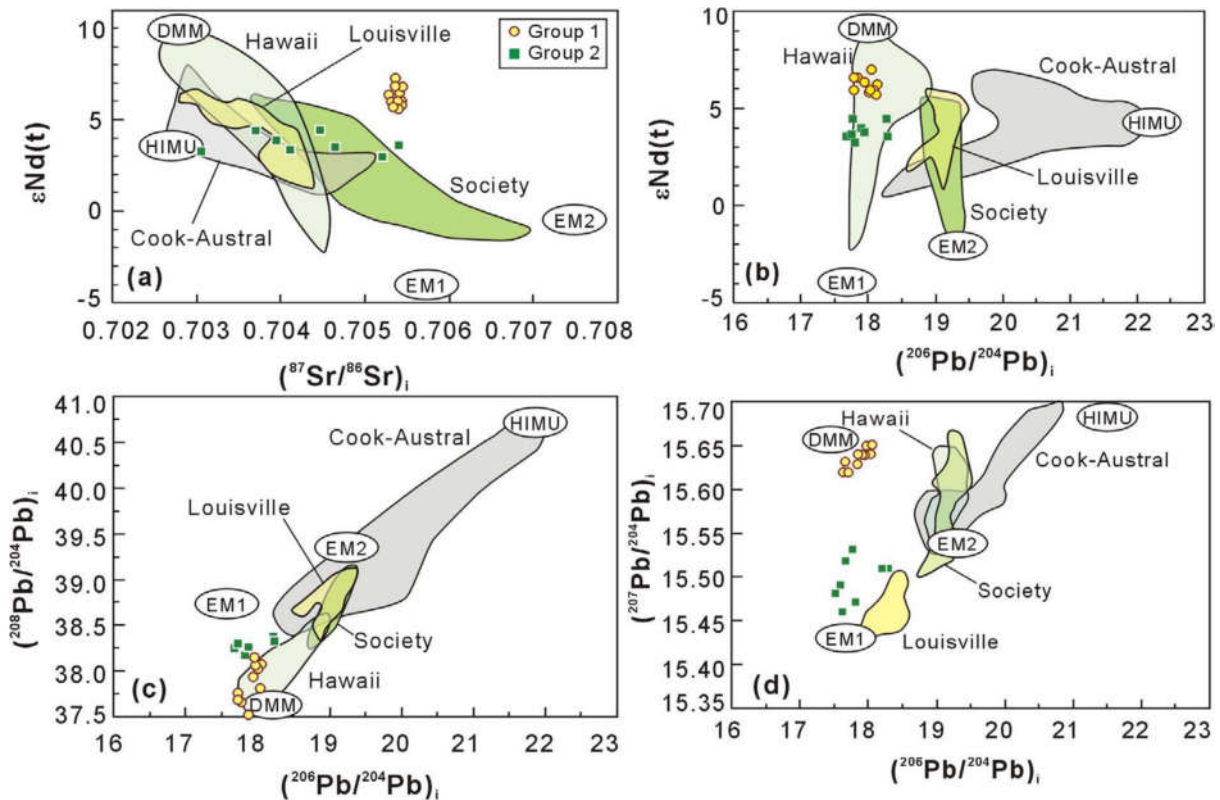 10
5
0
-5
εNd(t)
DMM
Hawaii
Louisville
Group 1
Group 2
HIMU
Society
EM2
Cook-Austral
EM1
(a)
0.702 0.703 0.704 0.705 0.706 0.707 0.708
(⁸⁷Sr/⁸⁶Sr)ᵢ
10
5
0
-5
εNd(t)
DMM
Hawaii
Cook-Austral
HIMU
Louisville
Society
EM2
EM1
(b)
16 17 18 19 20 21 22 23
(²⁰⁶Pb/²⁰⁴Pb)ᵢ
41.0
40.5
40.0
39.5
39.0
38.5
38.0
37.5
(²⁰⁸Pb/²⁰⁴Pb)ᵢ
HIMU
Cook-Austral
Louisville
EM2
EM1
Society
Hawaii
DMM
(c)
16 17 18 19 20 21 22 23
(²⁰⁶Pb/²⁰⁴Pb)ᵢ
15.70
15.65
15.60
15.55
15.50
15.45
15.40
15.35
(²⁰⁷Pb/²⁰⁴Pb)ᵢ
Hawaii
HIMU
DMM
Cook-Austral
EM2
Society
EM1
Louisville
(d)
16 17 18 19 20 21 22 23
(²⁰⁶Pb/²⁰⁴Pb)ᵢ